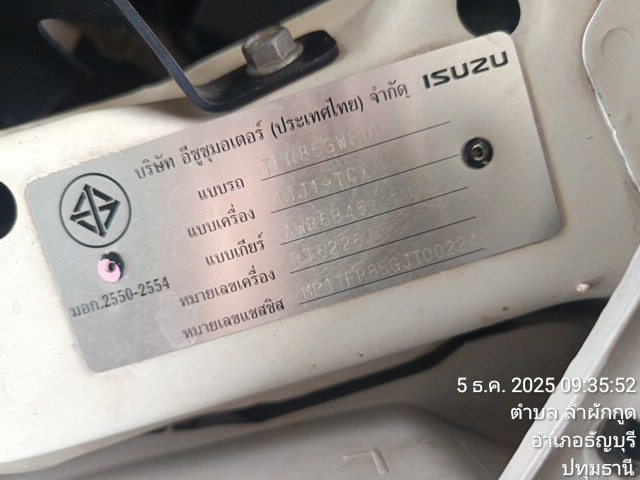 ISUZU
บริษัท อีซูซุมอเตอร์ (ประเทศไทย) จำกัด
แบบรถ
แบบเครื่อง
แบบเกียร์
หมายเลขเครื่อง
หมายเลขแชสซิส
มอก.2550-2554
5 ธ.ค. 2025 09:35:52
ตำบล ลำผักกูด
อำเภอธัญบุรี
ปทุมธานี